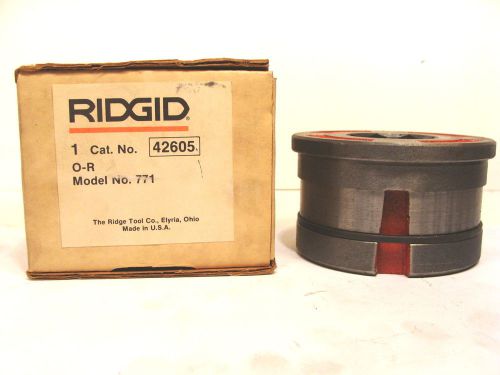 RIDGID®
1 Cat. No. 42605
O-R
Model No. 771
The Ridge Tool Co., Elyria, Ohio
Made in U.S.A.